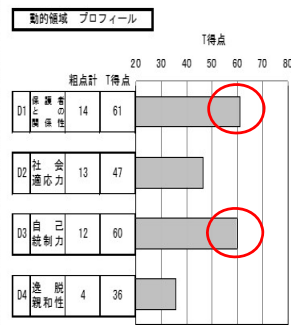 動的領域 プロフィール
T得点
粗点計 T得点 20 30 40 50 60 70 80
D1 保護者との関係性 14 61
D2 社会適応力 13 47
D3 自己統制力 12 60
D4 逸脱親和性 4 36